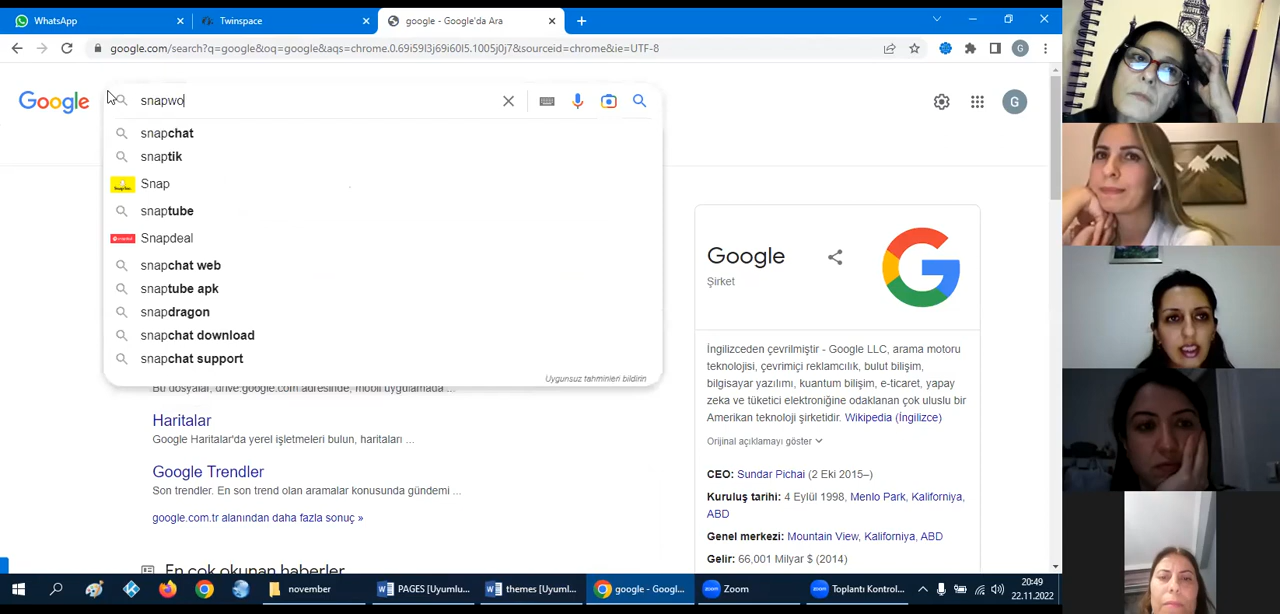 WhatsApp
Twinspace
google - Google'da Ara
google.com/search?q=google&oq=google&aqs=chrome.0.69i59l3j69i60l5.1005j0j7&sourceid=chrome&ie=UTF-8
G
Google
snapwo
G
snapchat
snaptik
Snap
snaptube
Snapdeal
snapchat web
snaptube apk
snapdragon
snapchat download
snapchat support
Uygunsuz tahminleri bildirin
Bu dosyalar, drive.google.com adresinde, mobil uygulamada ...
Haritalar
Google Haritalar'da yerel işletmeleri bulun, haritaları ...
Google Trendler
Son trendler. En son trend olan aramalar konusunda gündemi ...
google.com.tr alanından daha fazla sonuç »
En çok okunan haberler
Google
Şirket
İngilizceden çevrilmiştir - Google LLC, arama motoru
teknolojisi, çevrimiçi reklamcılık, bulut bilişim,
bilgisayar yazılımı, kuantum bilişim, e-ticaret, yapay
zeka ve tüketici elektroniğine odaklanan çok uluslu bir
Amerikan teknoloji şirketidir. Wikipedia (İngilizce)
Orijinal açıklamayı göster
CEO: Sundar Pichai (2 Eki 2015–)
Kuruluş tarihi: 4 Eylül 1998, Menlo Park, Kaliforniya,
ABD
Genel merkezi: Mountain View, Kaliforniya, ABD
Gelir: 66,001 Milyar $ (2014)
november
PAGES [Uyumlu...
themes [Uyumlu...
google - Googl...
Zoom
Toplantı Kontrol...
20:49
22.11.2022